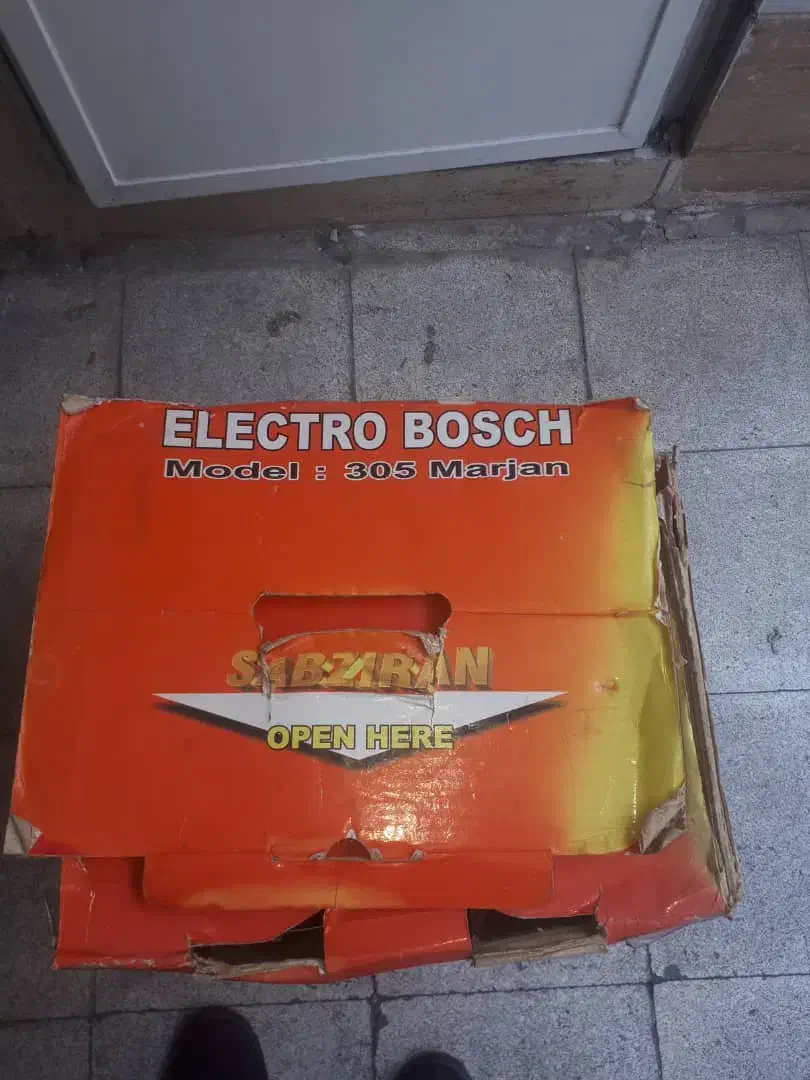 ELECTRO BOSCH
Model : 305 Marjan
SABZIRAN
OPEN HERE